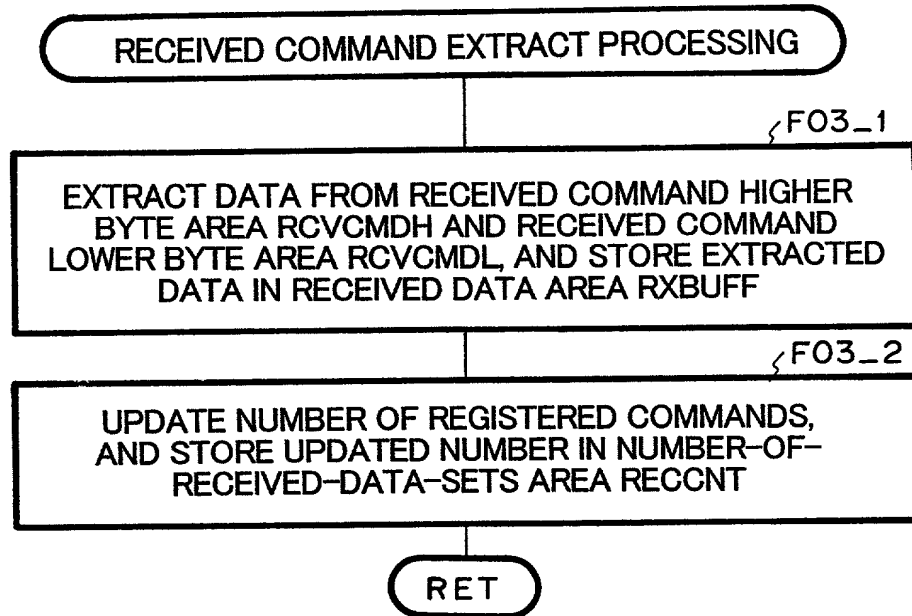 RECEIVED COMMAND EXTRACT PROCESSING
F03_1
EXTRACT DATA FROM RECEIVED COMMAND HIGHER
BYTE AREA RCVCMDH AND RECEIVED COMMAND
LOWER BYTE AREA RCVCMDL, AND STORE EXTRACTED
DATA IN RECEIVED DATA AREA RXBUFF
F03_2
UPDATE NUMBER OF REGISTERED COMMANDS,
AND STORE UPDATED NUMBER IN NUMBER-OF-
RECEIVED-DATA-SETS AREA RECCNT
RET